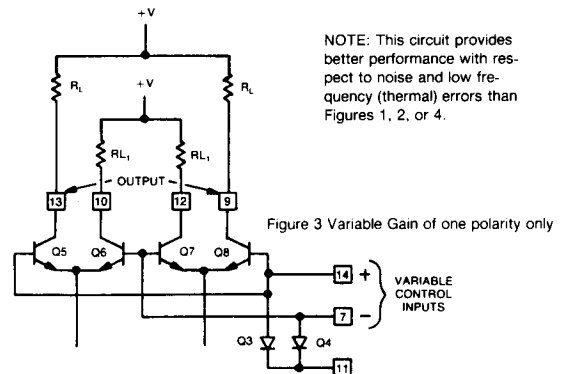 +V
NOTE: This circuit provides
better performance with res-
pect to noise and low fre-
quency (thermal) errors than
Figures 1, 2, or 4.
+V
RL
RL
RL1
RL1
OUTPUT
13
10
12
9
Figure 3 Variable Gain of one polarity only
Q5
Q6
Q7
Q8
14
+
VARIABLE
CONTROL
INPUTS
7
−
Q3
Q4
11